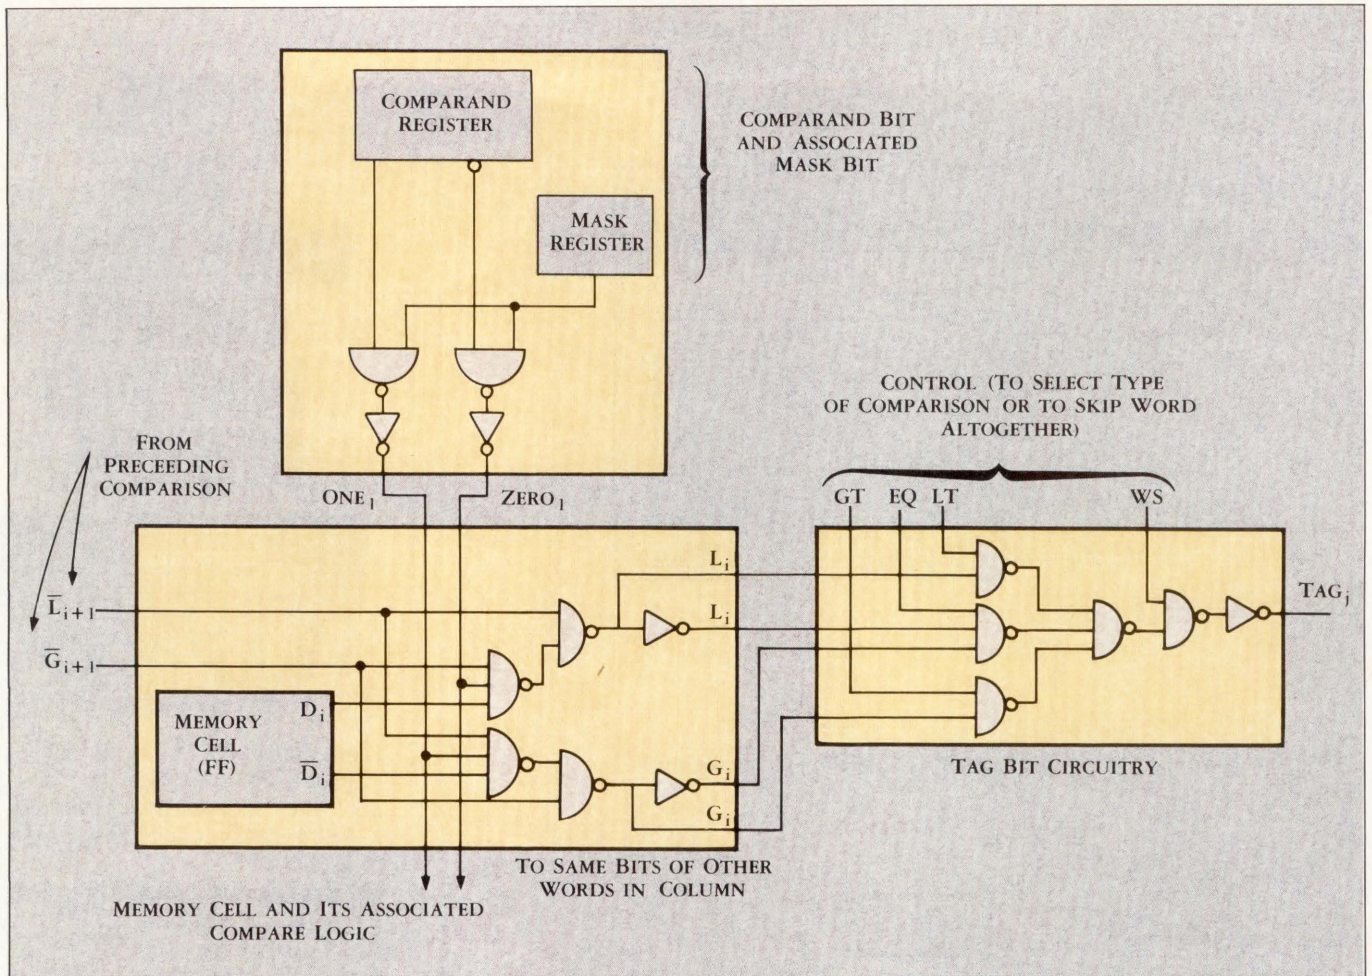 COMPARAND
REGISTER
MASK
REGISTER
COMPARAND BIT
AND ASSOCIATED
MASK BIT
CONTROL (TO SELECT TYPE
OF COMPARISON OR TO SKIP WORD
ALTOGETHER)
FROM
PRECEEDING
COMPARISON
ONE₁
ZERO₁
GT EQ LT WS
L̅ᵢ₊₁
G̅ᵢ₊₁
MEMORY
CELL
(FF)
Dᵢ
D̅ᵢ
Lᵢ
Lᵢ
Gᵢ
Gᵢ
TAGⱼ
TAG BIT CIRCUITRY
TO SAME BITS OF OTHER
WORDS IN COLUMN
MEMORY CELL AND ITS ASSOCIATED
COMPARE LOGIC